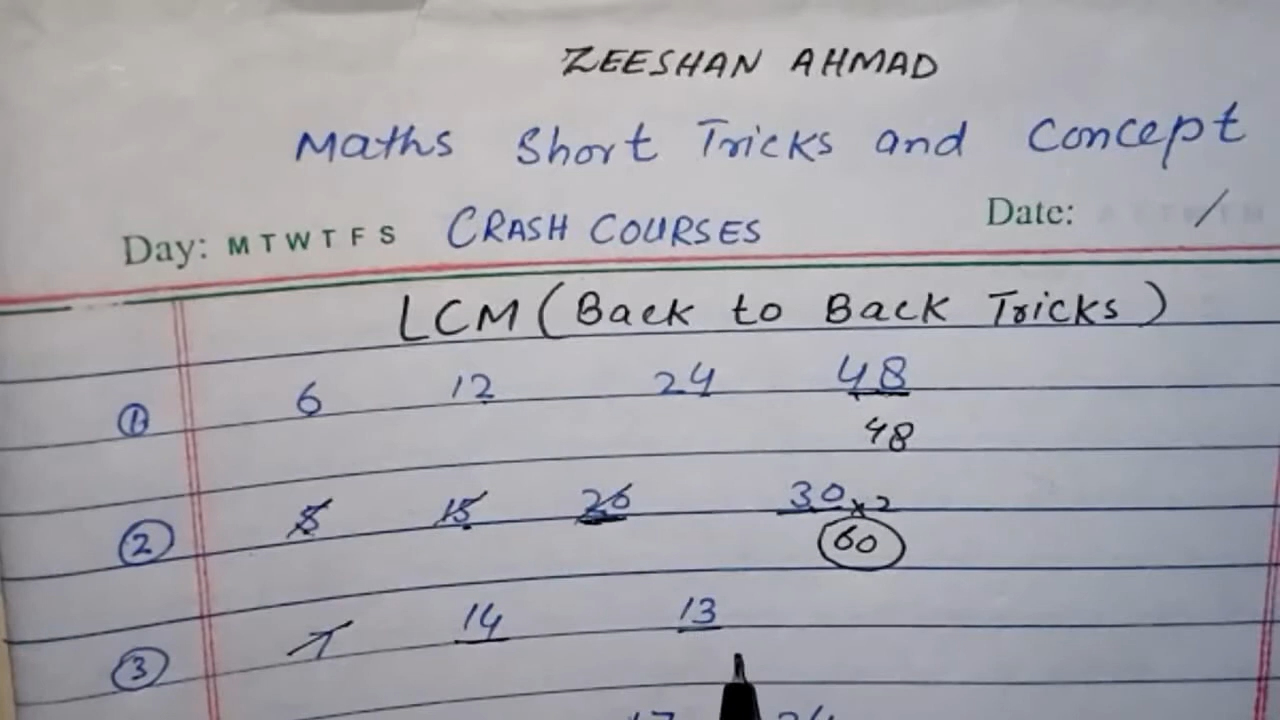 ZEESHAN AHMAD
Maths Short Tricks and Concept
Day: M T W T F S CRASH COURSES Date: /
LCM (Back to Back Tricks)
① 6 12 24 48
48
② 5 15 20 30 x 2
60
③ 7 14 13